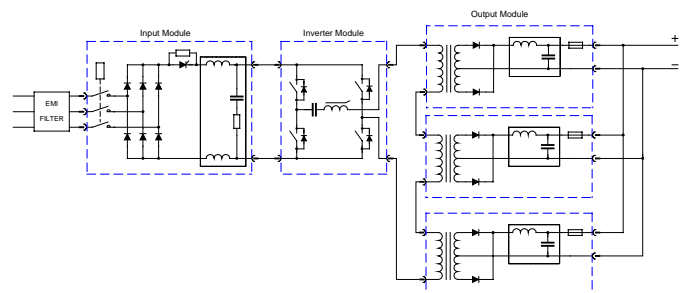 Output Module
Input Module
Inverter Module
+
−
EMI
FILTER